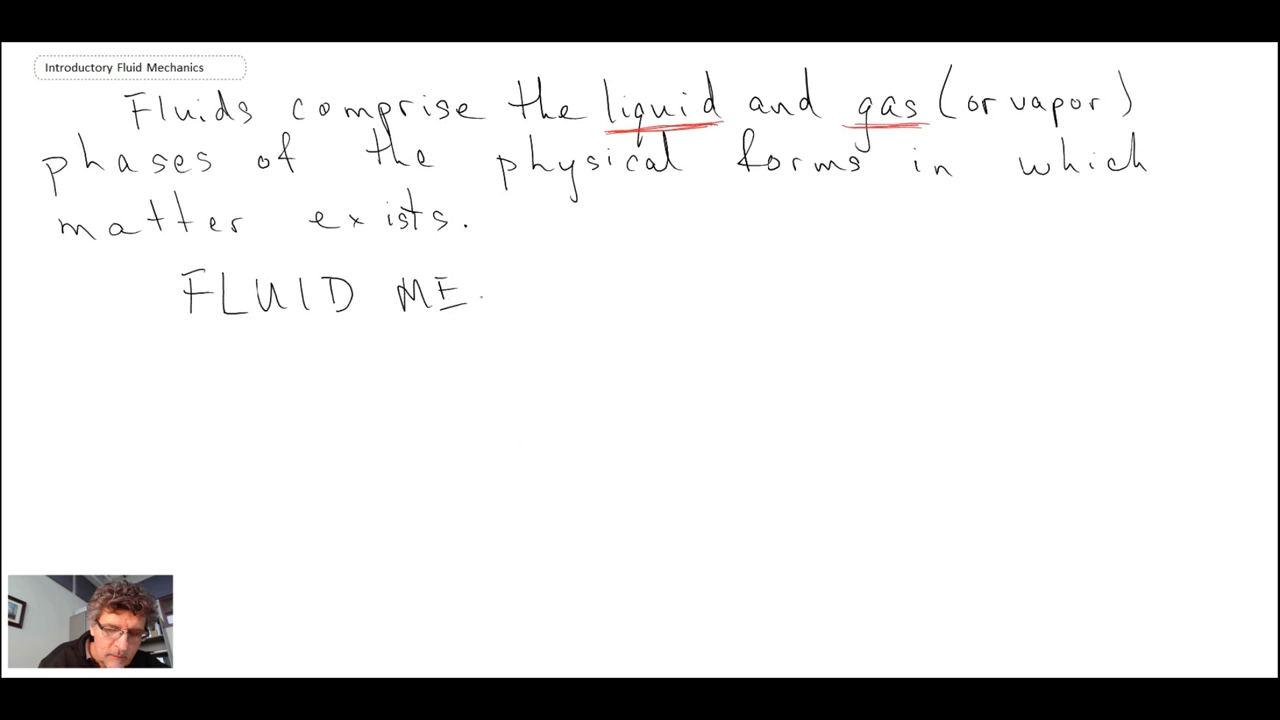 Introductory Fluid Mechanics
Fluids comprise the liquid and gas (or vapor)
phases of the physical forms in which
matter exists.
FLUID ME